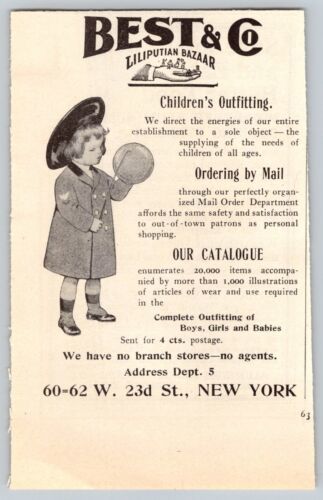 BEST & CO
LILIPUTIAN BAZAAR
Children's Outfitting.
We direct the energies of our entire
establishment to a sole object — the
supplying of the needs of
children of all ages.
Ordering by Mail
through our perfectly organ-
ized Mail Order Department
affords the same safety and satisfaction
to out-of-town patrons as personal
shopping.
OUR CATALOGUE
enumerates 20,000 items accompa-
nied by more than 1,000 illustrations
of articles of wear and use required
in the
Complete Outfitting of
Boys, Girls and Babies
Sent for 4 cts. postage.
We have no branch stores—no agents.
Address Dept. 5
60=62 W. 23d St., NEW YORK
63